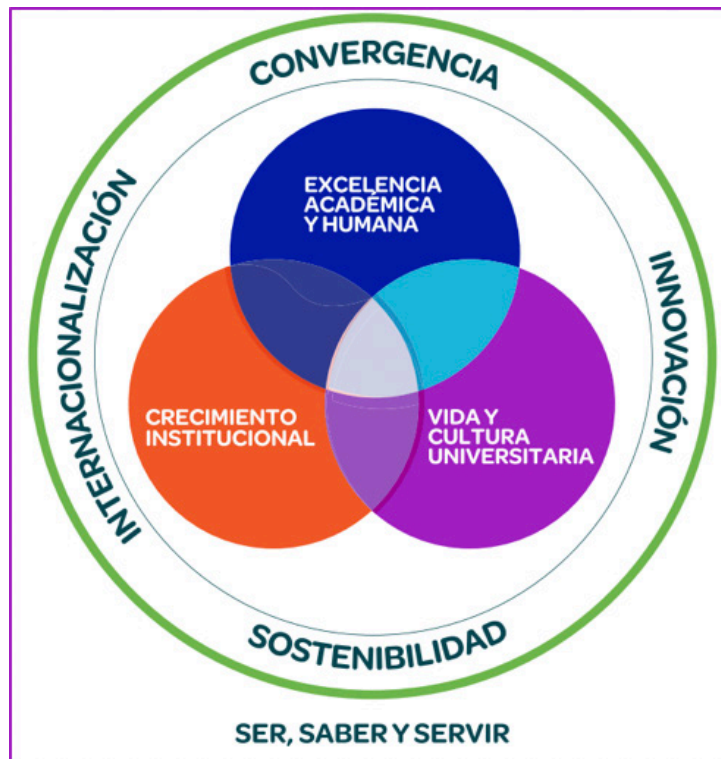 CONVERGENCIA
INTERNACIONALIZACIÓN
INNOVACIÓN
EXCELENCIA
ACADÉMICA
Y HUMANA
CRECIMIENTO
INSTITUCIONAL
VIDA Y
CULTURA
UNIVERSITARIA
SOSTENIBILIDAD
SER, SABER Y SERVIR